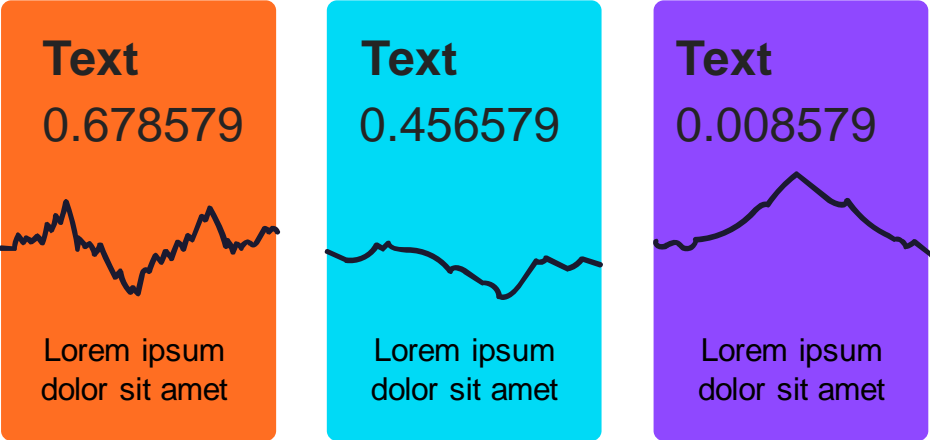 Text
0.678579
Lorem ipsum
dolor sit amet
Text
0.456579
Lorem ipsum
dolor sit amet
Text
0.008579
Lorem ipsum
dolor sit amet